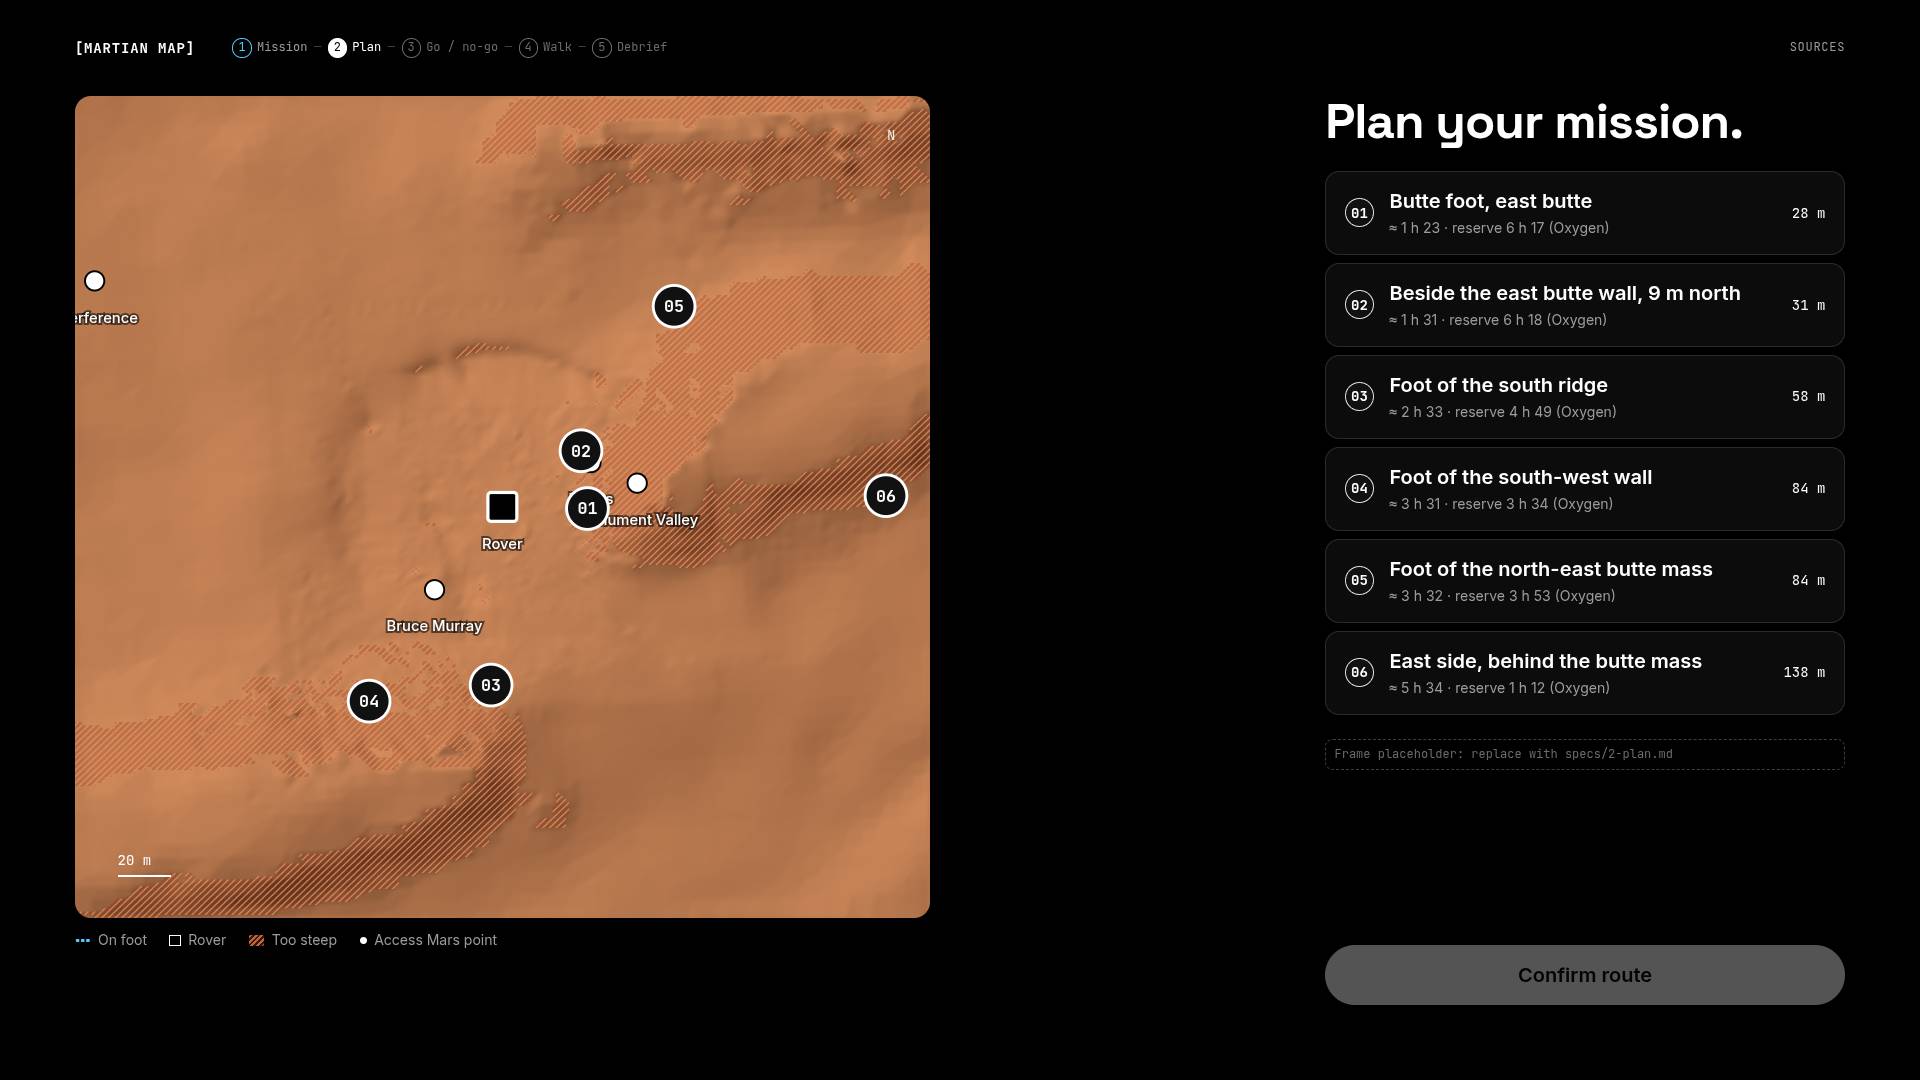 [MARTIAN MAP]
1 Mission — 2 Plan — 3 Go / no-go — 4 Walk — 5 Debrief
SOURCES
N
erference
05
02
01
06
ument Valley
Rover
Bruce Murray
03
04
20 m
On foot
Rover
Too steep
Access Mars point
Plan your mission.
01
Butte foot, east butte
≈ 1 h 23 · reserve 6 h 17 (Oxygen)
28 m
02
Beside the east butte wall, 9 m north
≈ 1 h 31 · reserve 6 h 18 (Oxygen)
31 m
03
Foot of the south ridge
≈ 2 h 33 · reserve 4 h 49 (Oxygen)
58 m
04
Foot of the south-west wall
≈ 3 h 31 · reserve 3 h 34 (Oxygen)
84 m
05
Foot of the north-east butte mass
≈ 3 h 32 · reserve 3 h 53 (Oxygen)
84 m
06
East side, behind the butte mass
≈ 5 h 34 · reserve 1 h 12 (Oxygen)
138 m
Frame placeholder: replace with specs/2-plan.md
Confirm route